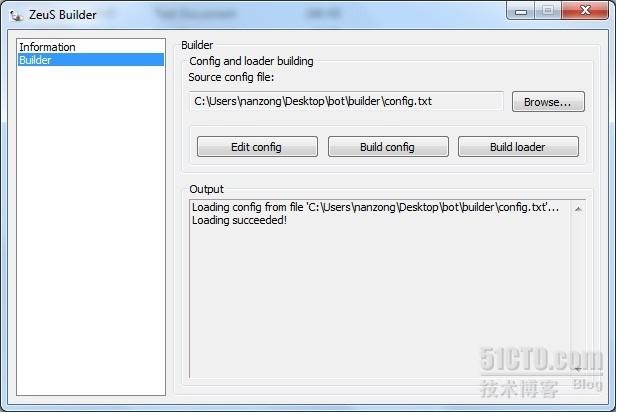 ZeuS Builder
Information
Builder
Builder
Config and loader building
Source config file:
C:\Users\nanzong\Desktop\bot\builder\config.txt
Browse...
Edit config
Build config
Build loader
Output
Loading config from file 'C:\Users\nanzong\Desktop\bot\builder\config.txt'...
Loading succeeded!
51CTO.com
技术博客 Blog